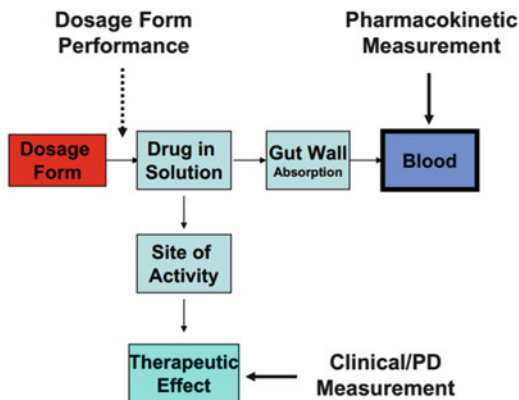 Dosage Form
Performance
Pharmacokinetic
Measurement
Dosage
Form
Drug in
Solution
Gut Wall
Absorption
Blood
Site of
Activity
Therapeutic
Effect
Clinical/PD
Measurement